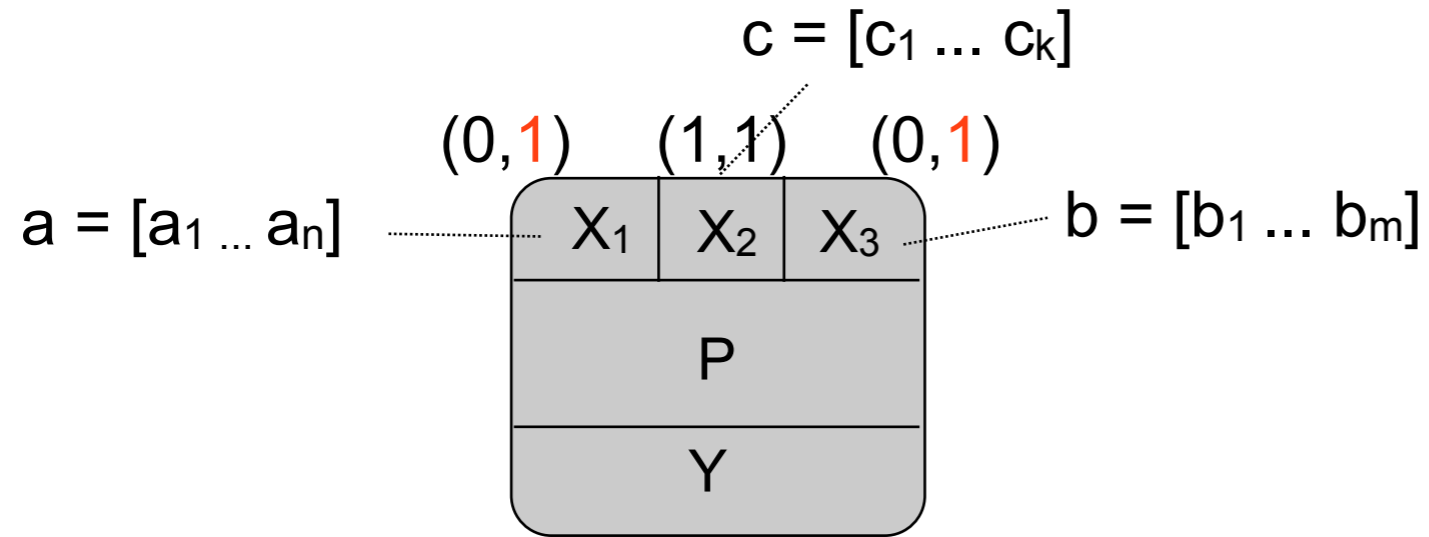 c = [c₁ ... cₖ]
(0,1) (1,1) (0,1)
a = [a₁ ... aₙ] X₁ X₂ X₃ b = [b₁ ... bₘ]
P
Y